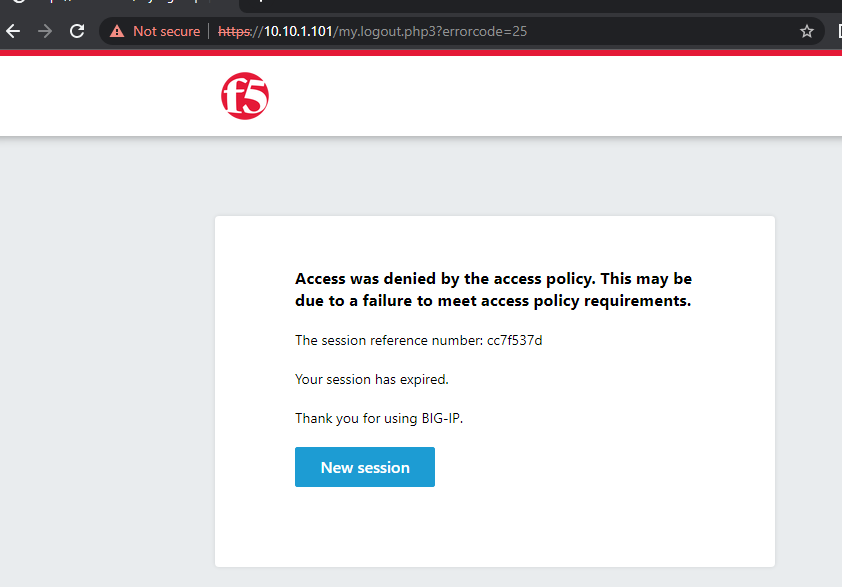 Not secure | https://10.10.1.101/my.logout.php3?errorcode=25
f5
Access was denied by the access policy. This may be
due to a failure to meet access policy requirements.
The session reference number: cc7f537d
Your session has expired.
Thank you for using BIG-IP.
New session